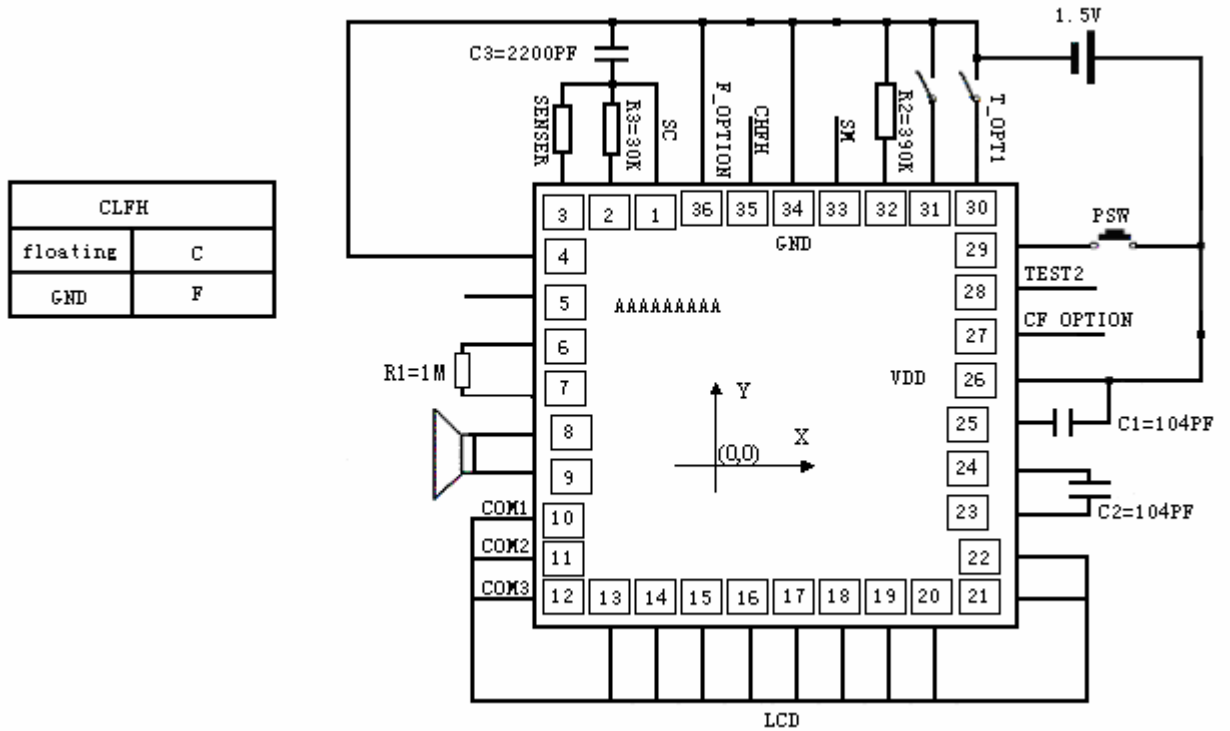 1.5V
C3=2200PF
SENSER
R3=30K
SC
F_OPTION
CHFH
SM
R2=390K
T_OPT1
CLFH
floating C
GND F
3 2 1 36 35 34 33 32 31 30
GND
PSW
4 29
TEST2
5 28
AAAAAAAAA
CF OPTION
6 27
R1=1M
VDD
7 26
Y
8 25
C1=104PF
X
(0,0)
9 24
C2=104PF
COM1
10 23
COM2
11 22
COM3
12 13 14 15 16 17 18 19 20 21
LCD